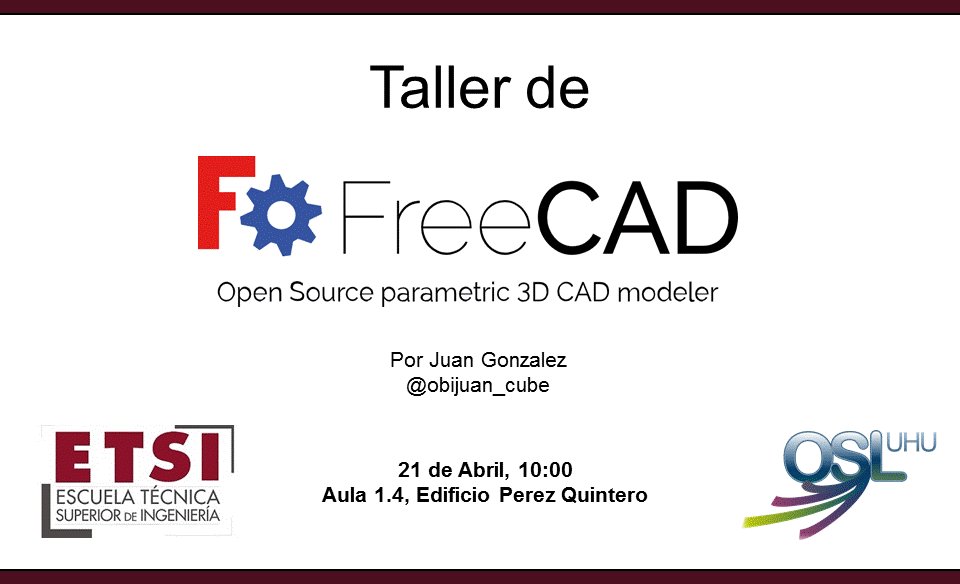 Taller de
FreeCAD
Open Source parametric 3D CAD modeler
Por Juan Gonzalez
@obijuan_cube
ETSI
ESCUELA TÉCNICA
SUPERIOR DE INGENIERÍA
21 de Abril, 10:00
Aula 1.4, Edificio Perez Quintero
OSL UHU